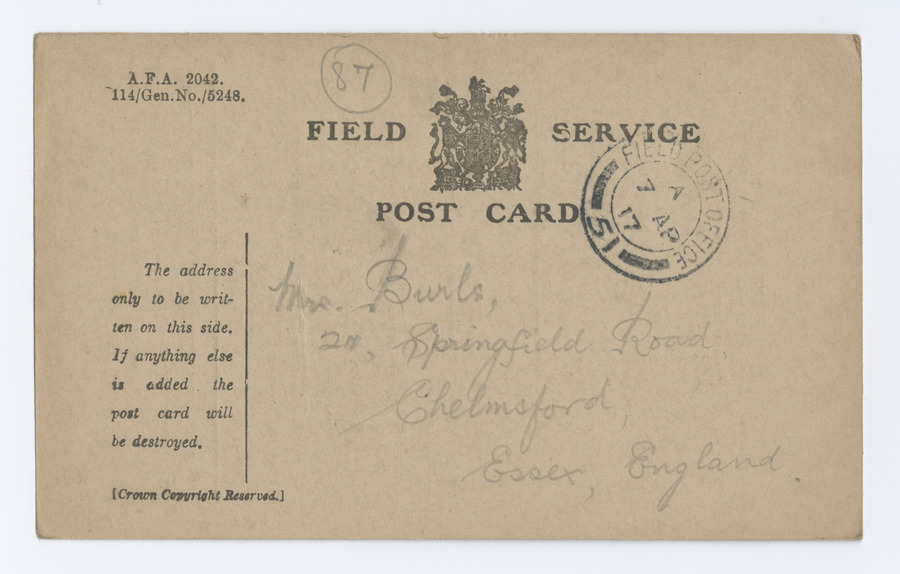 A.F.A. 2042.
114/Gen.No./5248.
87
FIELD SERVICE
POST CARD
FIELD POST OFFICE
A
7 AP
17
51
The address
only to be writ-
ten on this side.
If anything else
is added the
post card will
be destroyed.
[Crown Copyright Reserved.]
Mrs. Burls,
Springfield Road,
Chelmsford,
Essex, England.